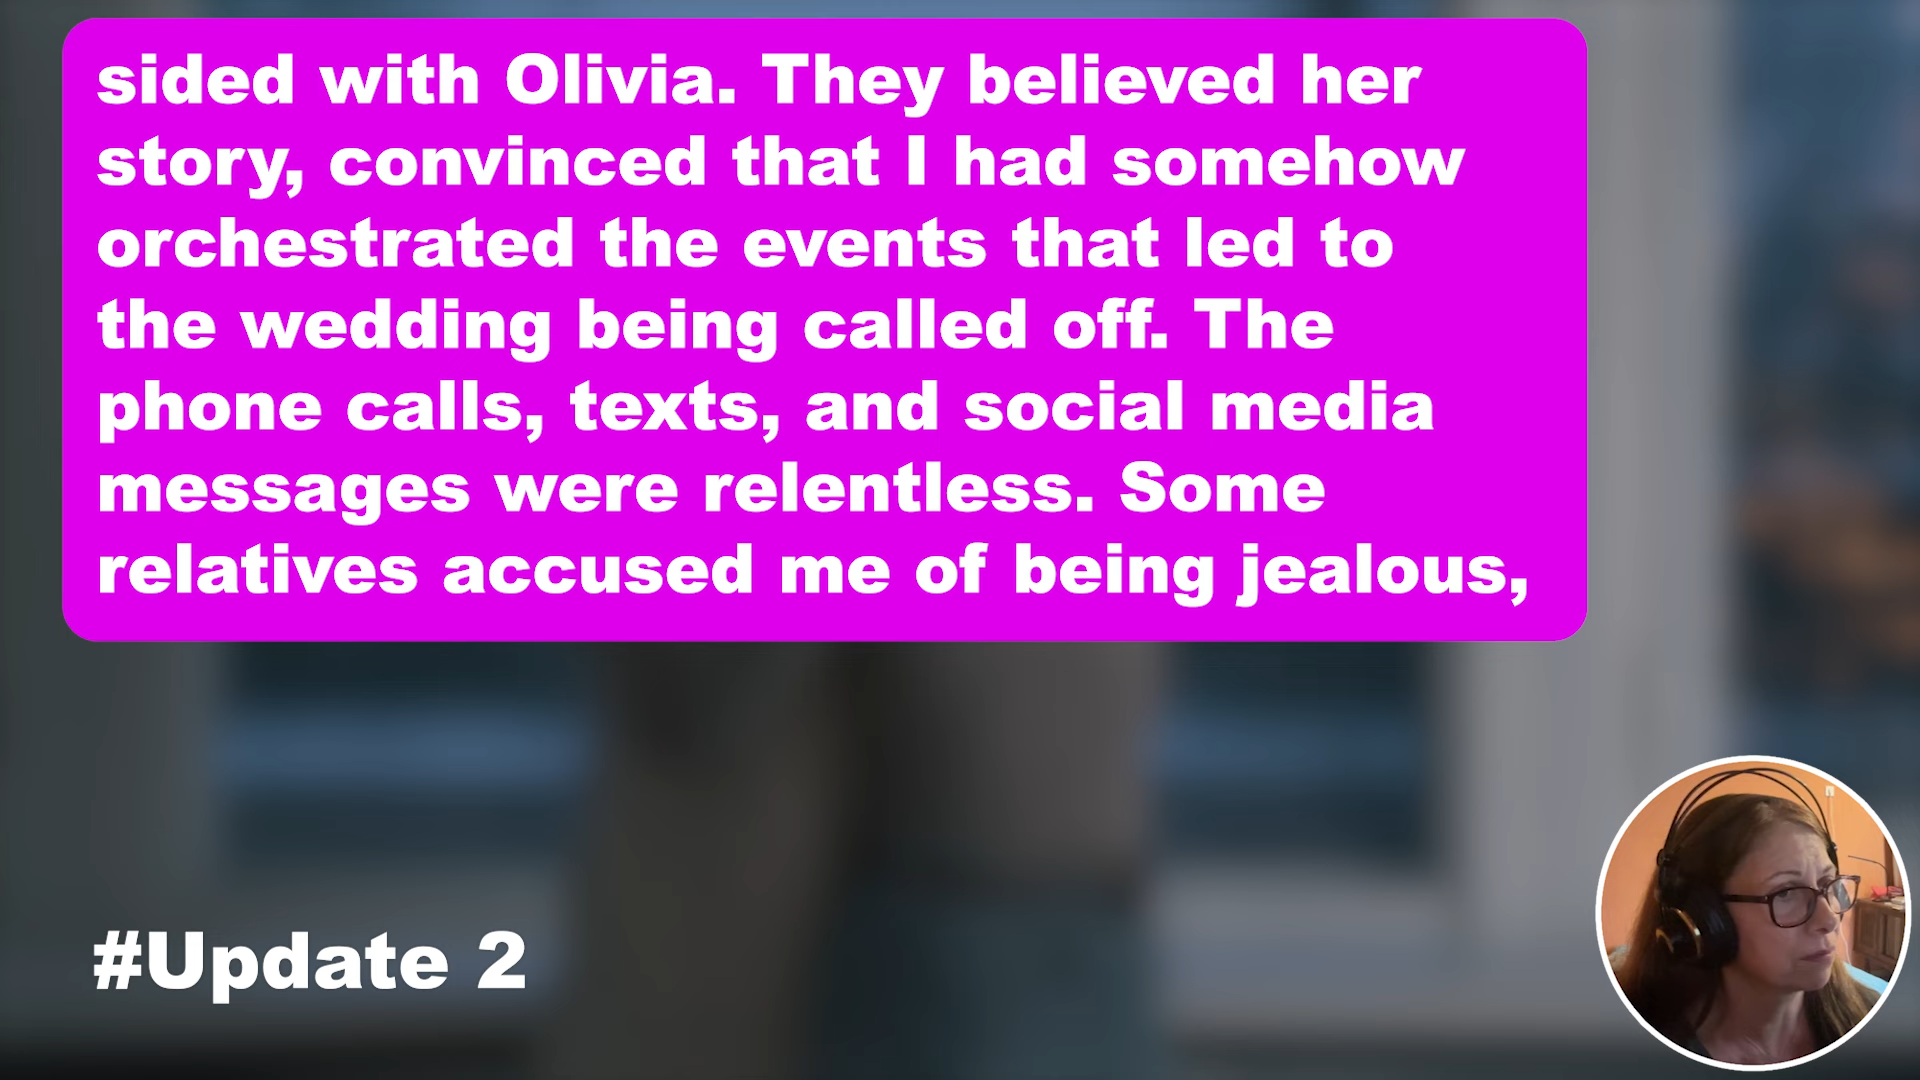 sided with Olivia. They believed her
story, convinced that I had somehow
orchestrated the events that led to
the wedding being called off. The
phone calls, texts, and social media
messages were relentless. Some
relatives accused me of being jealous,
#Update 2